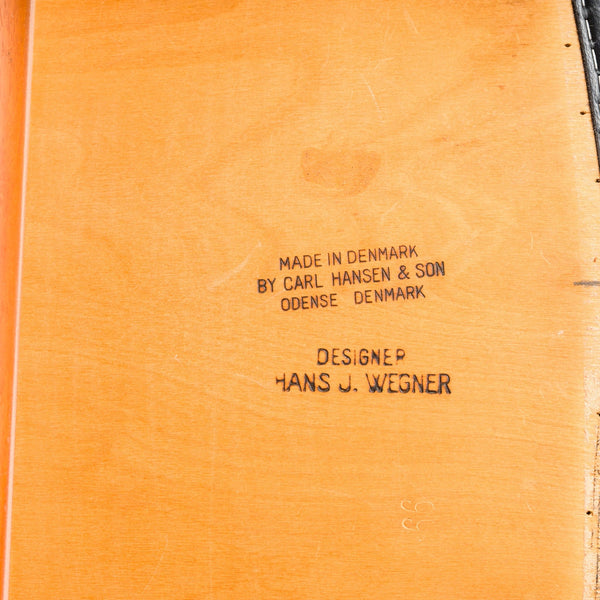 MADE IN DENMARK
BY CARL HANSEN & SON
ODENSE DENMARK
DESIGNER
HANS J. WEGNER